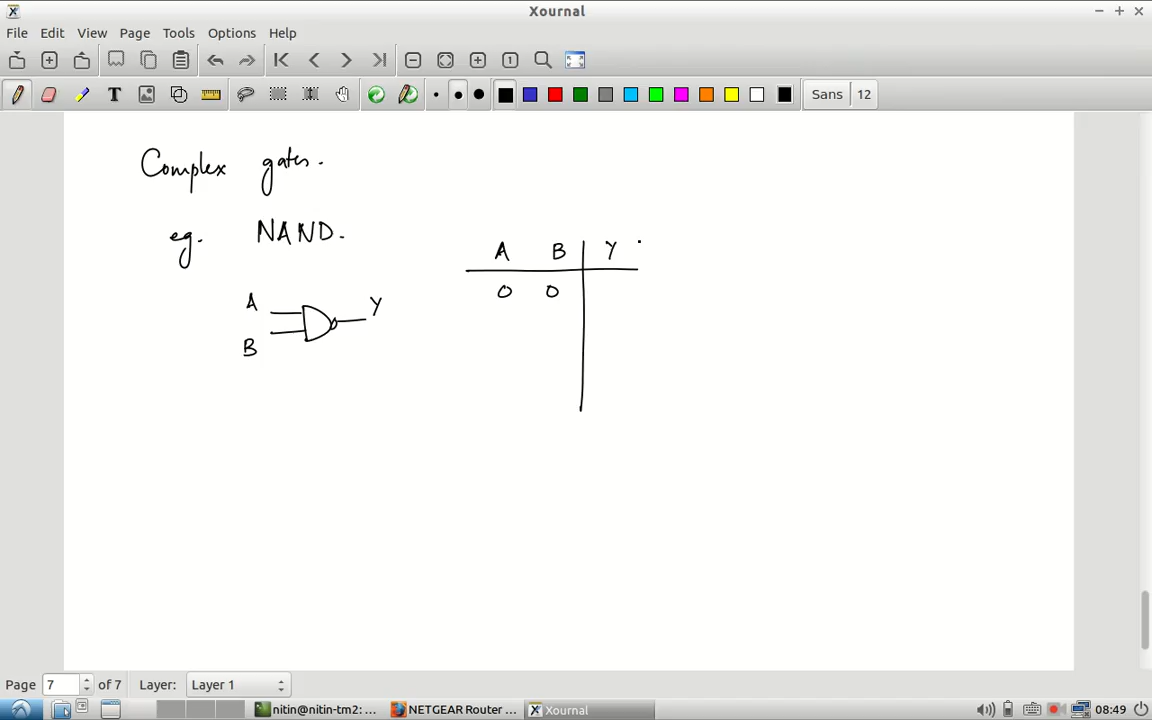 Xournal
File Edit View Page Tools Options Help
Sans 12
Complex gates.
eg. NAND.
A B Y
0 0
A Y
B
Page 7 of 7 Layer: Layer 1
nitin@nitin-tm2: ... NETGEAR Router ... Xournal 08:49